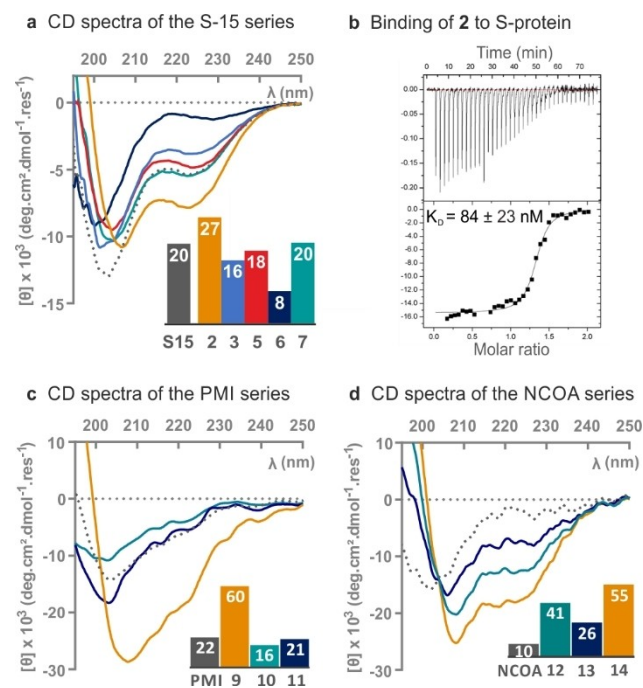 a CD spectra of the S-15 series
200 210 220 230 240 250
λ (nm)
0
-5
-10
-15
[θ] x 10³ (deg.cm².dmol⁻¹.res⁻¹)
20 27 16 18 8 20
S15 2 3 5 6 7
b Binding of 2 to S-protein
Time (min)
0 10 20 30 40 50 60 70
0.00
-0.05
-0.10
-0.15
-0.20
K_D = 84 ± 23 nM
0.0
-2.0
-4.0
-6.0
-8.0
-10.0
-12.0
-14.0
-16.0
0.0 0.5 1.0 1.5 2.0
Molar ratio
c CD spectra of the PMI series
200 210 220 230 240 250
λ (nm)
10
0
-10
-20
-30
[θ] x 10³ (deg.cm².dmol⁻¹.res⁻¹)
22 60 16 21
PMI 9 10 11
d CD spectra of the NCOA series
200 210 220 230 240 250
λ (nm)
10
0
-10
-20
-30
[θ] x 10³ (deg.cm².dmol⁻¹.res⁻¹)
10 41 26 55
NCOA 12 13 14